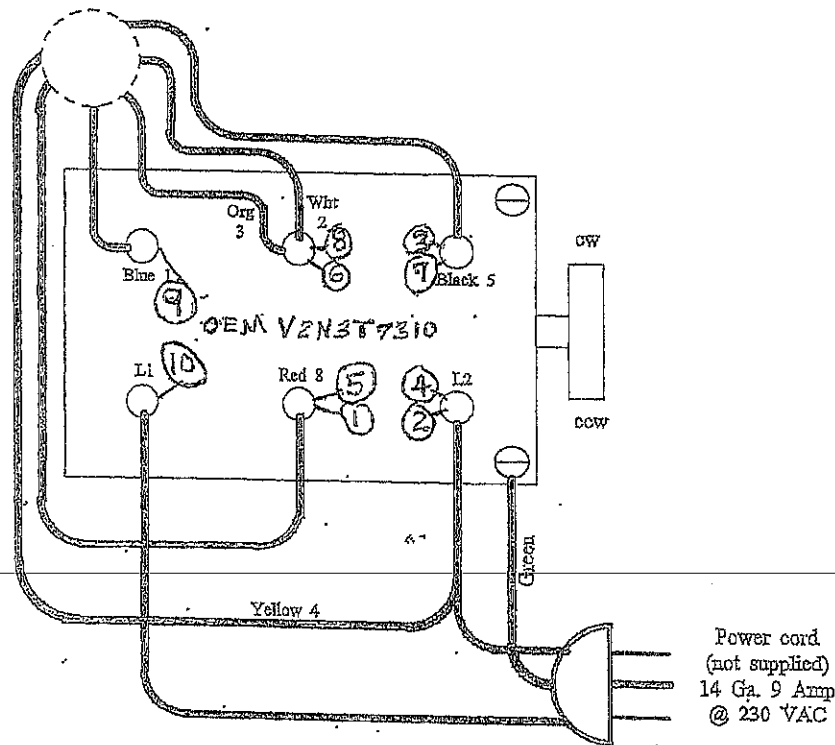 Wht
2
Org
3
8
6
3
7
Black 5
CW
Blue 1
9
OEM V2N3T7310
10
L1
Red 8
5
1
4
2
L2
CCW
Green
Yellow 4
Power cord
(not supplied)
14 Ga. 9 Amp
@ 230 VAC